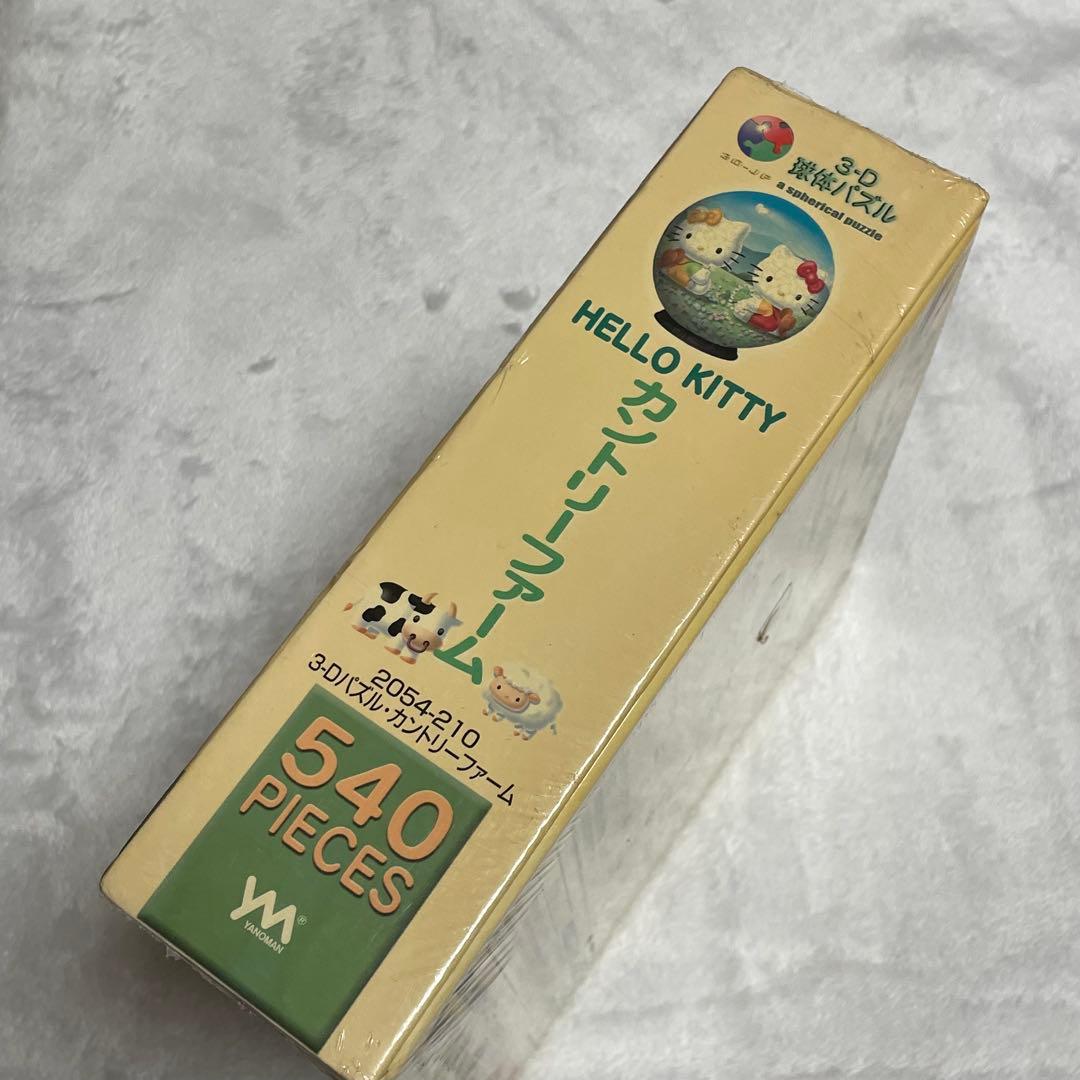 3-D
球体パズル
a spherical puzzle
HELLO KITTY
カントリーファーム
2054-210
3-Dパズル・カントリーファーム
540
PIECES
YM®
YANOMAN